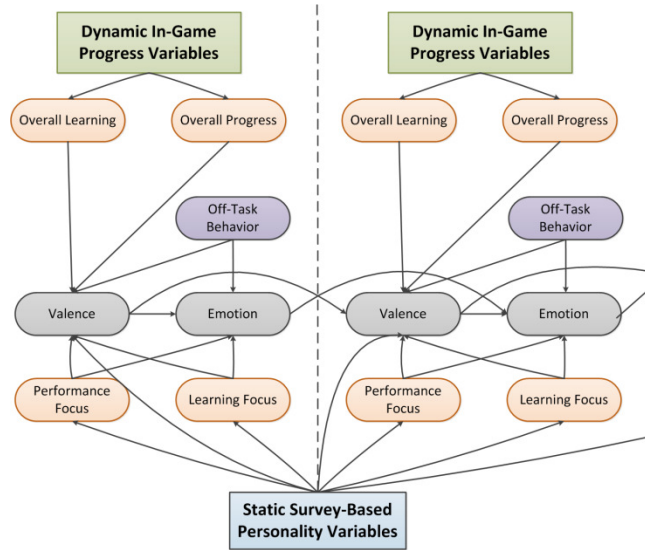 Dynamic In-Game
Progress Variables
Dynamic In-Game
Progress Variables
Overall Learning
Overall Progress
Overall Learning
Overall Progress
Off-Task
Behavior
Off-Task
Behavior
Valence
Emotion
Valence
Emotion
Performance
Focus
Learning Focus
Performance
Focus
Learning Focus
Static Survey-Based
Personality Variables